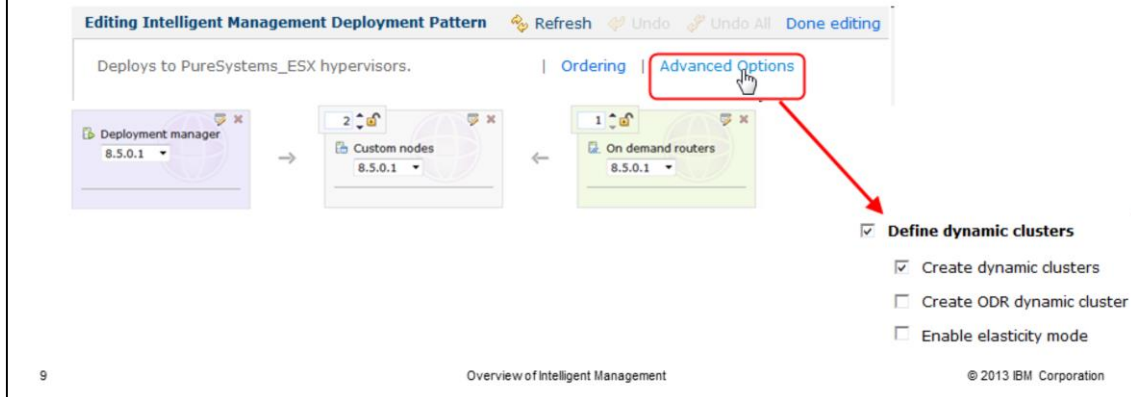 Editing Intelligent Management Deployment Pattern Refresh Undo Undo All Done editing
Deploys to PureSystems_ESX hypervisors. | Ordering | Advanced Options
Deployment manager
8.5.0.1
2
Custom nodes
8.5.0.1
1
On demand routers
8.5.0.1
Define dynamic clusters
Create dynamic clusters
Create ODR dynamic cluster
Enable elasticity mode
9 Overview of Intelligent Management © 2013 IBM Corporation